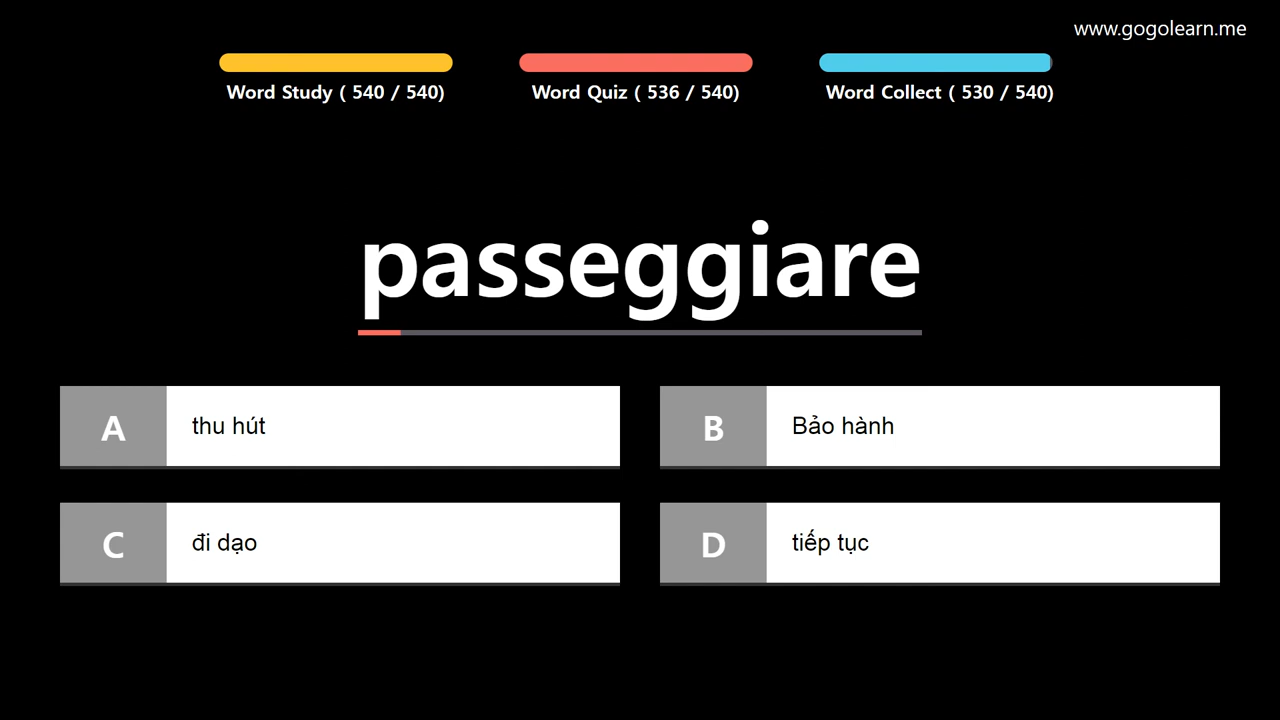 www.gogolearn.me
Word Study ( 540 / 540)
Word Quiz ( 536 / 540)
Word Collect ( 530 / 540)
passeggiare
A
thu hút
B
Bảo hành
C
đi dạo
D
tiếp tục